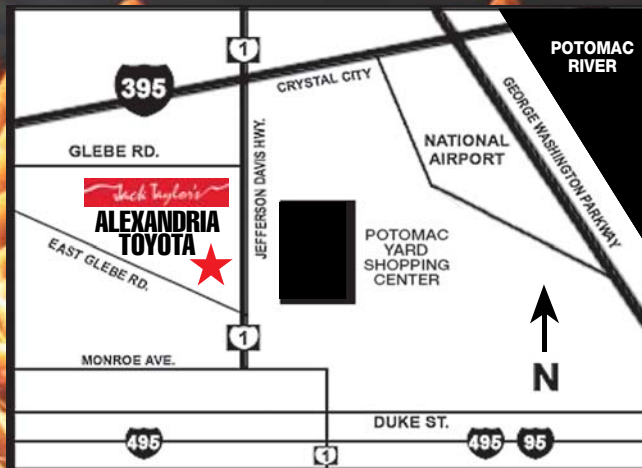 1
POTOMAC
RIVER
395
CRYSTAL CITY
GLEBE RD.
JEFFERSON DAVIS HWY.
NATIONAL
AIRPORT
GEORGE WASHINGTON PARKWAY
Jack Taylor's
ALEXANDRIA
TOYOTA
EAST GLEBE RD.
POTOMAC
YARD
SHOPPING
CENTER
1
MONROE AVE.
N
DUKE ST.
495
1
495
95